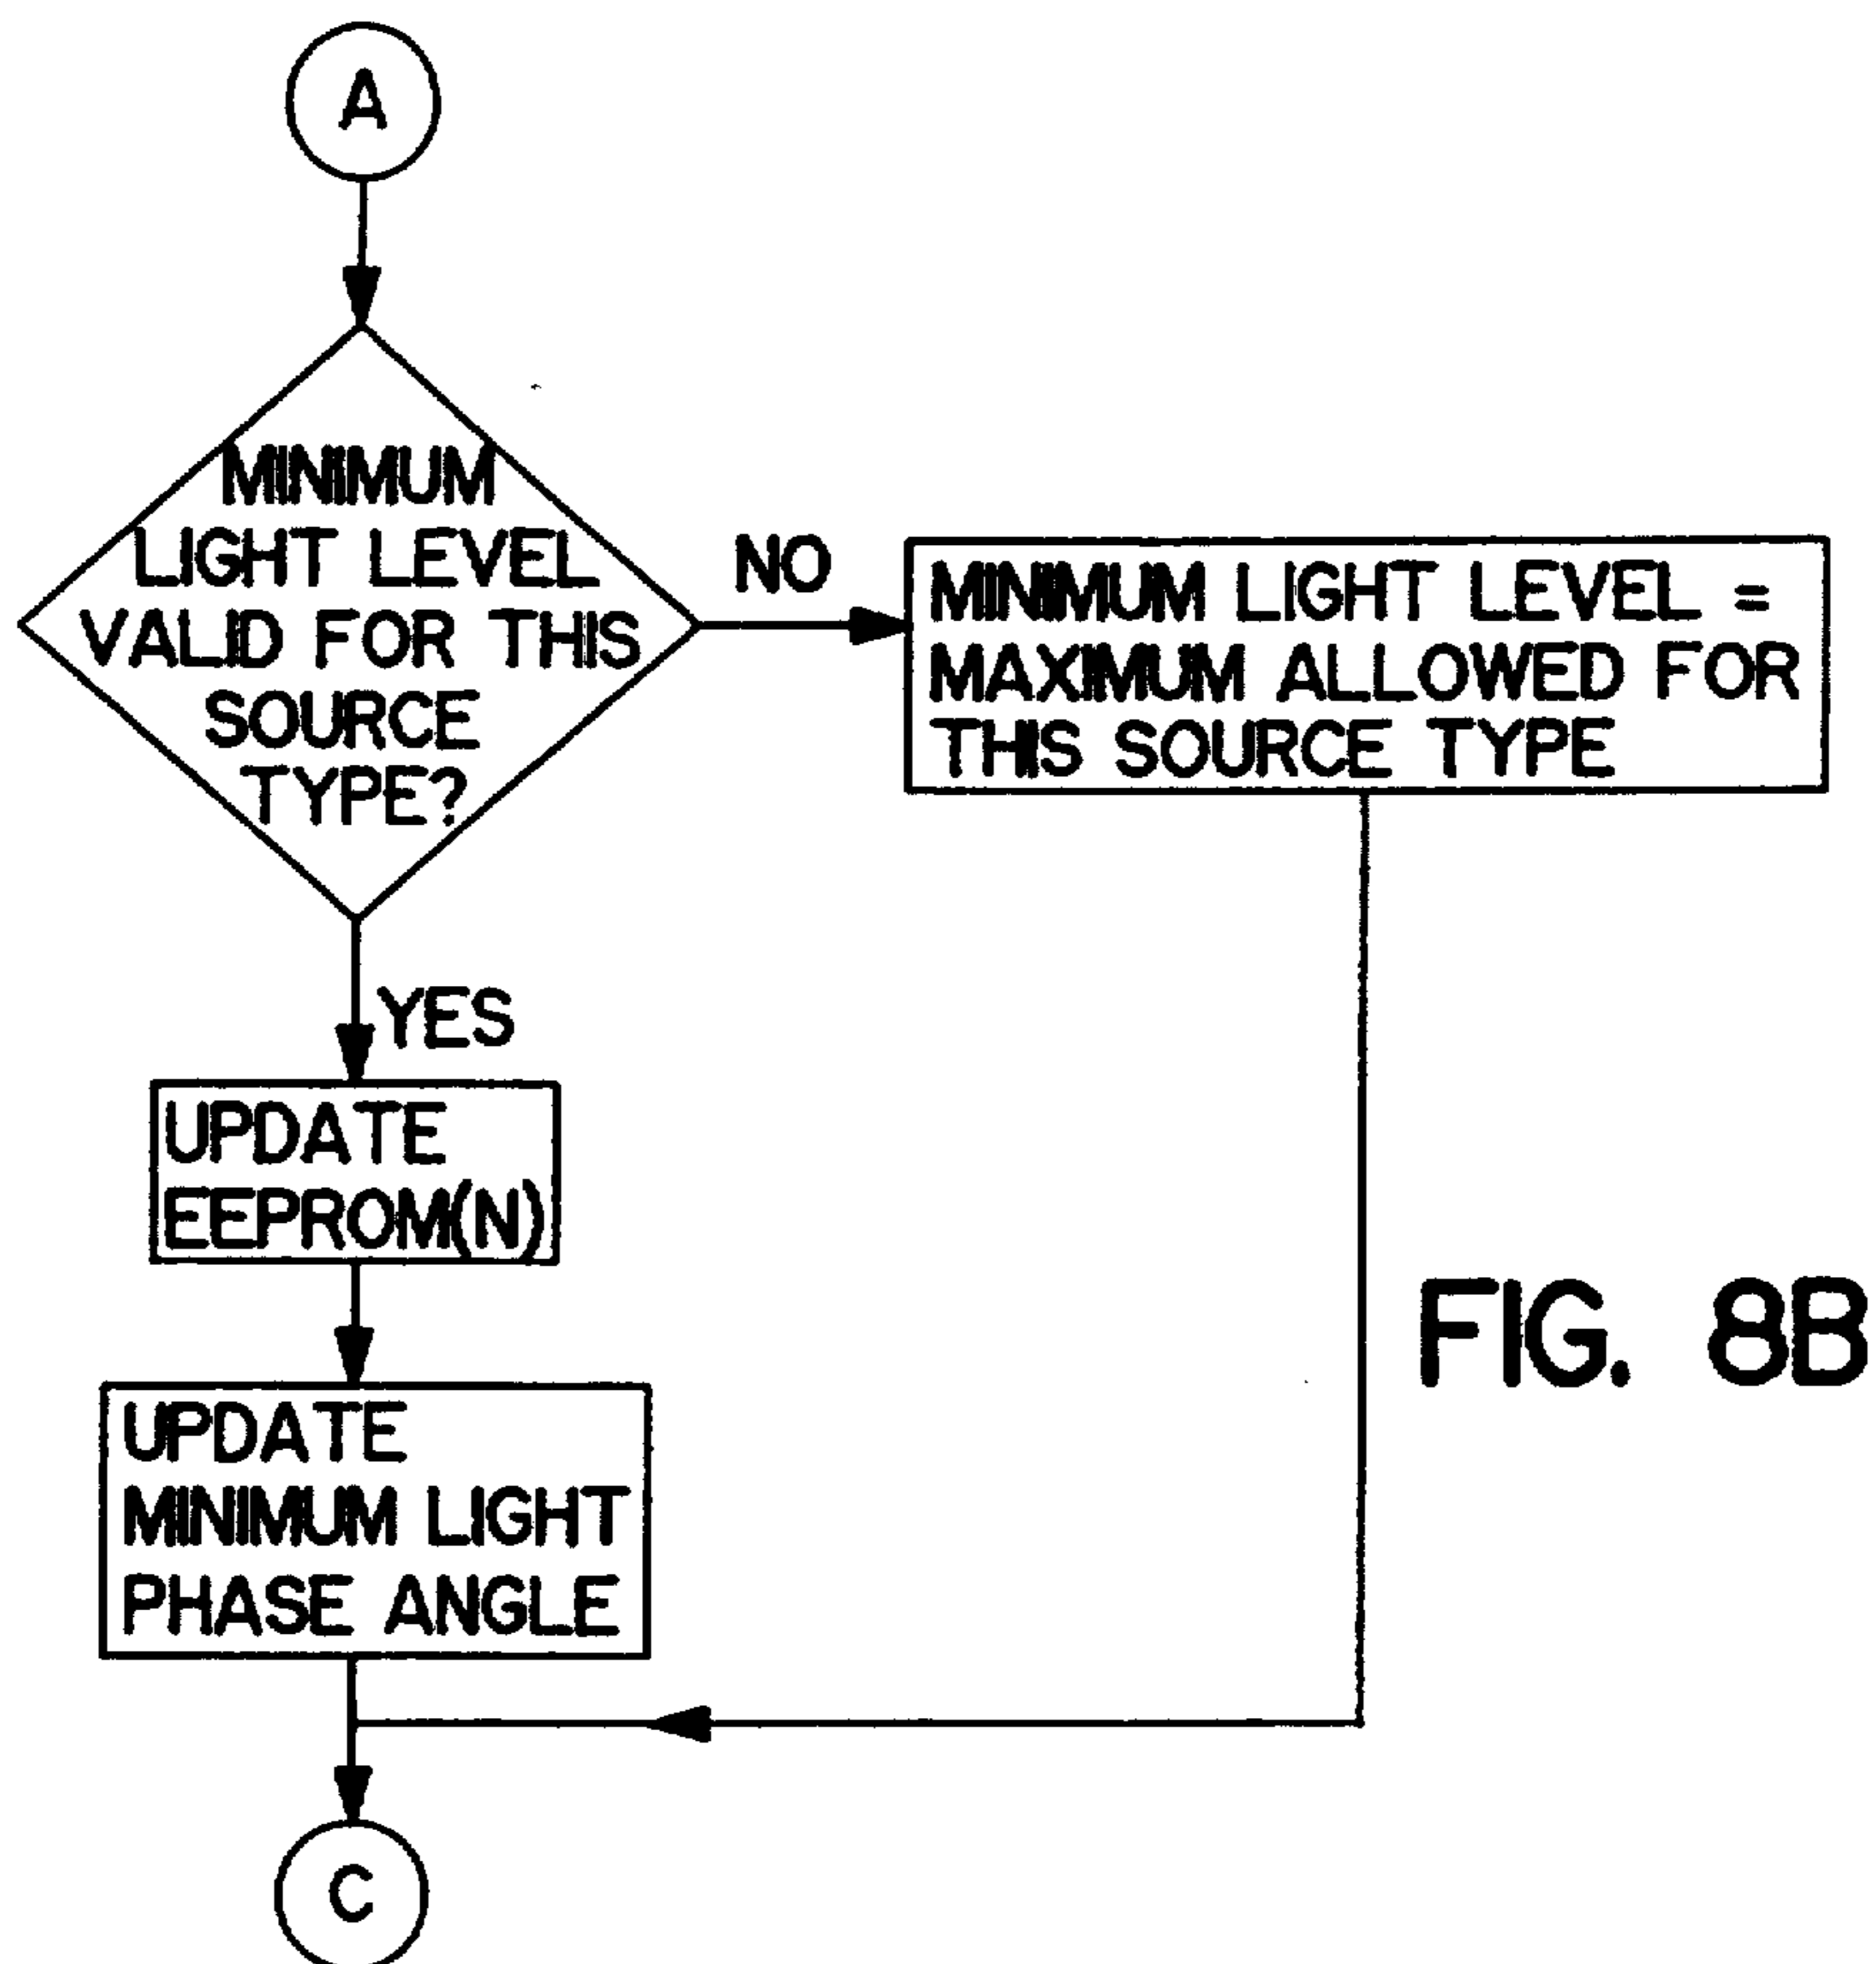 A
MINIMUM
LIGHT LEVEL
VALID FOR THIS
SOURCE
TYPE?
NO
MINIMUM LIGHT LEVEL =
MAXIMUM ALLOWED FOR
THIS SOURCE TYPE
YES
UPDATE
EEPROM(N)
UPDATE
MINIMUM LIGHT
PHASE ANGLE
FIG. 8B
C